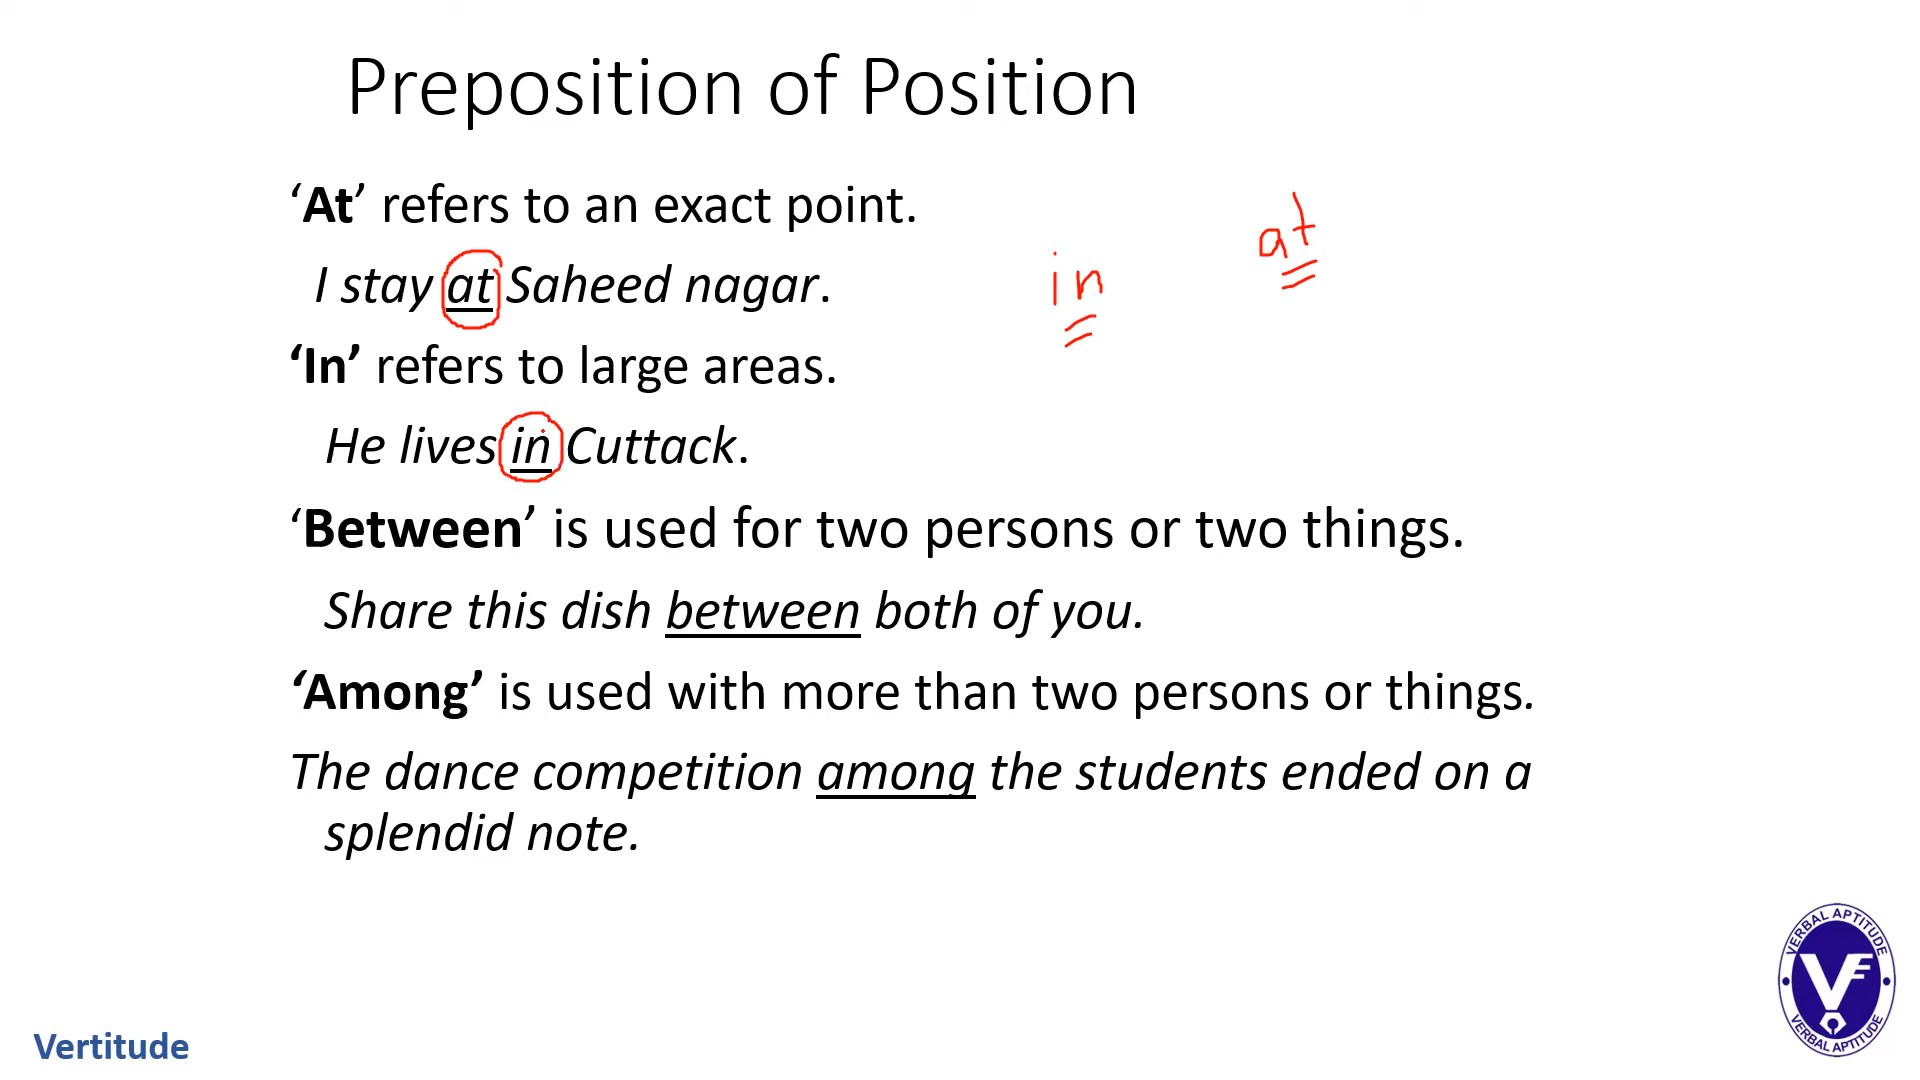 Preposition of Position
‘At’ refers to an exact point.
I stay at Saheed nagar.
in
at
‘In’ refers to large areas.
He lives in Cuttack.
‘Between’ is used for two persons or two things.
Share this dish between both of you.
‘Among’ is used with more than two persons or things.
The dance competition among the students ended on a
splendid note.
VERBAL APTITUDE
VERBAL APTITUDE
Vertitude